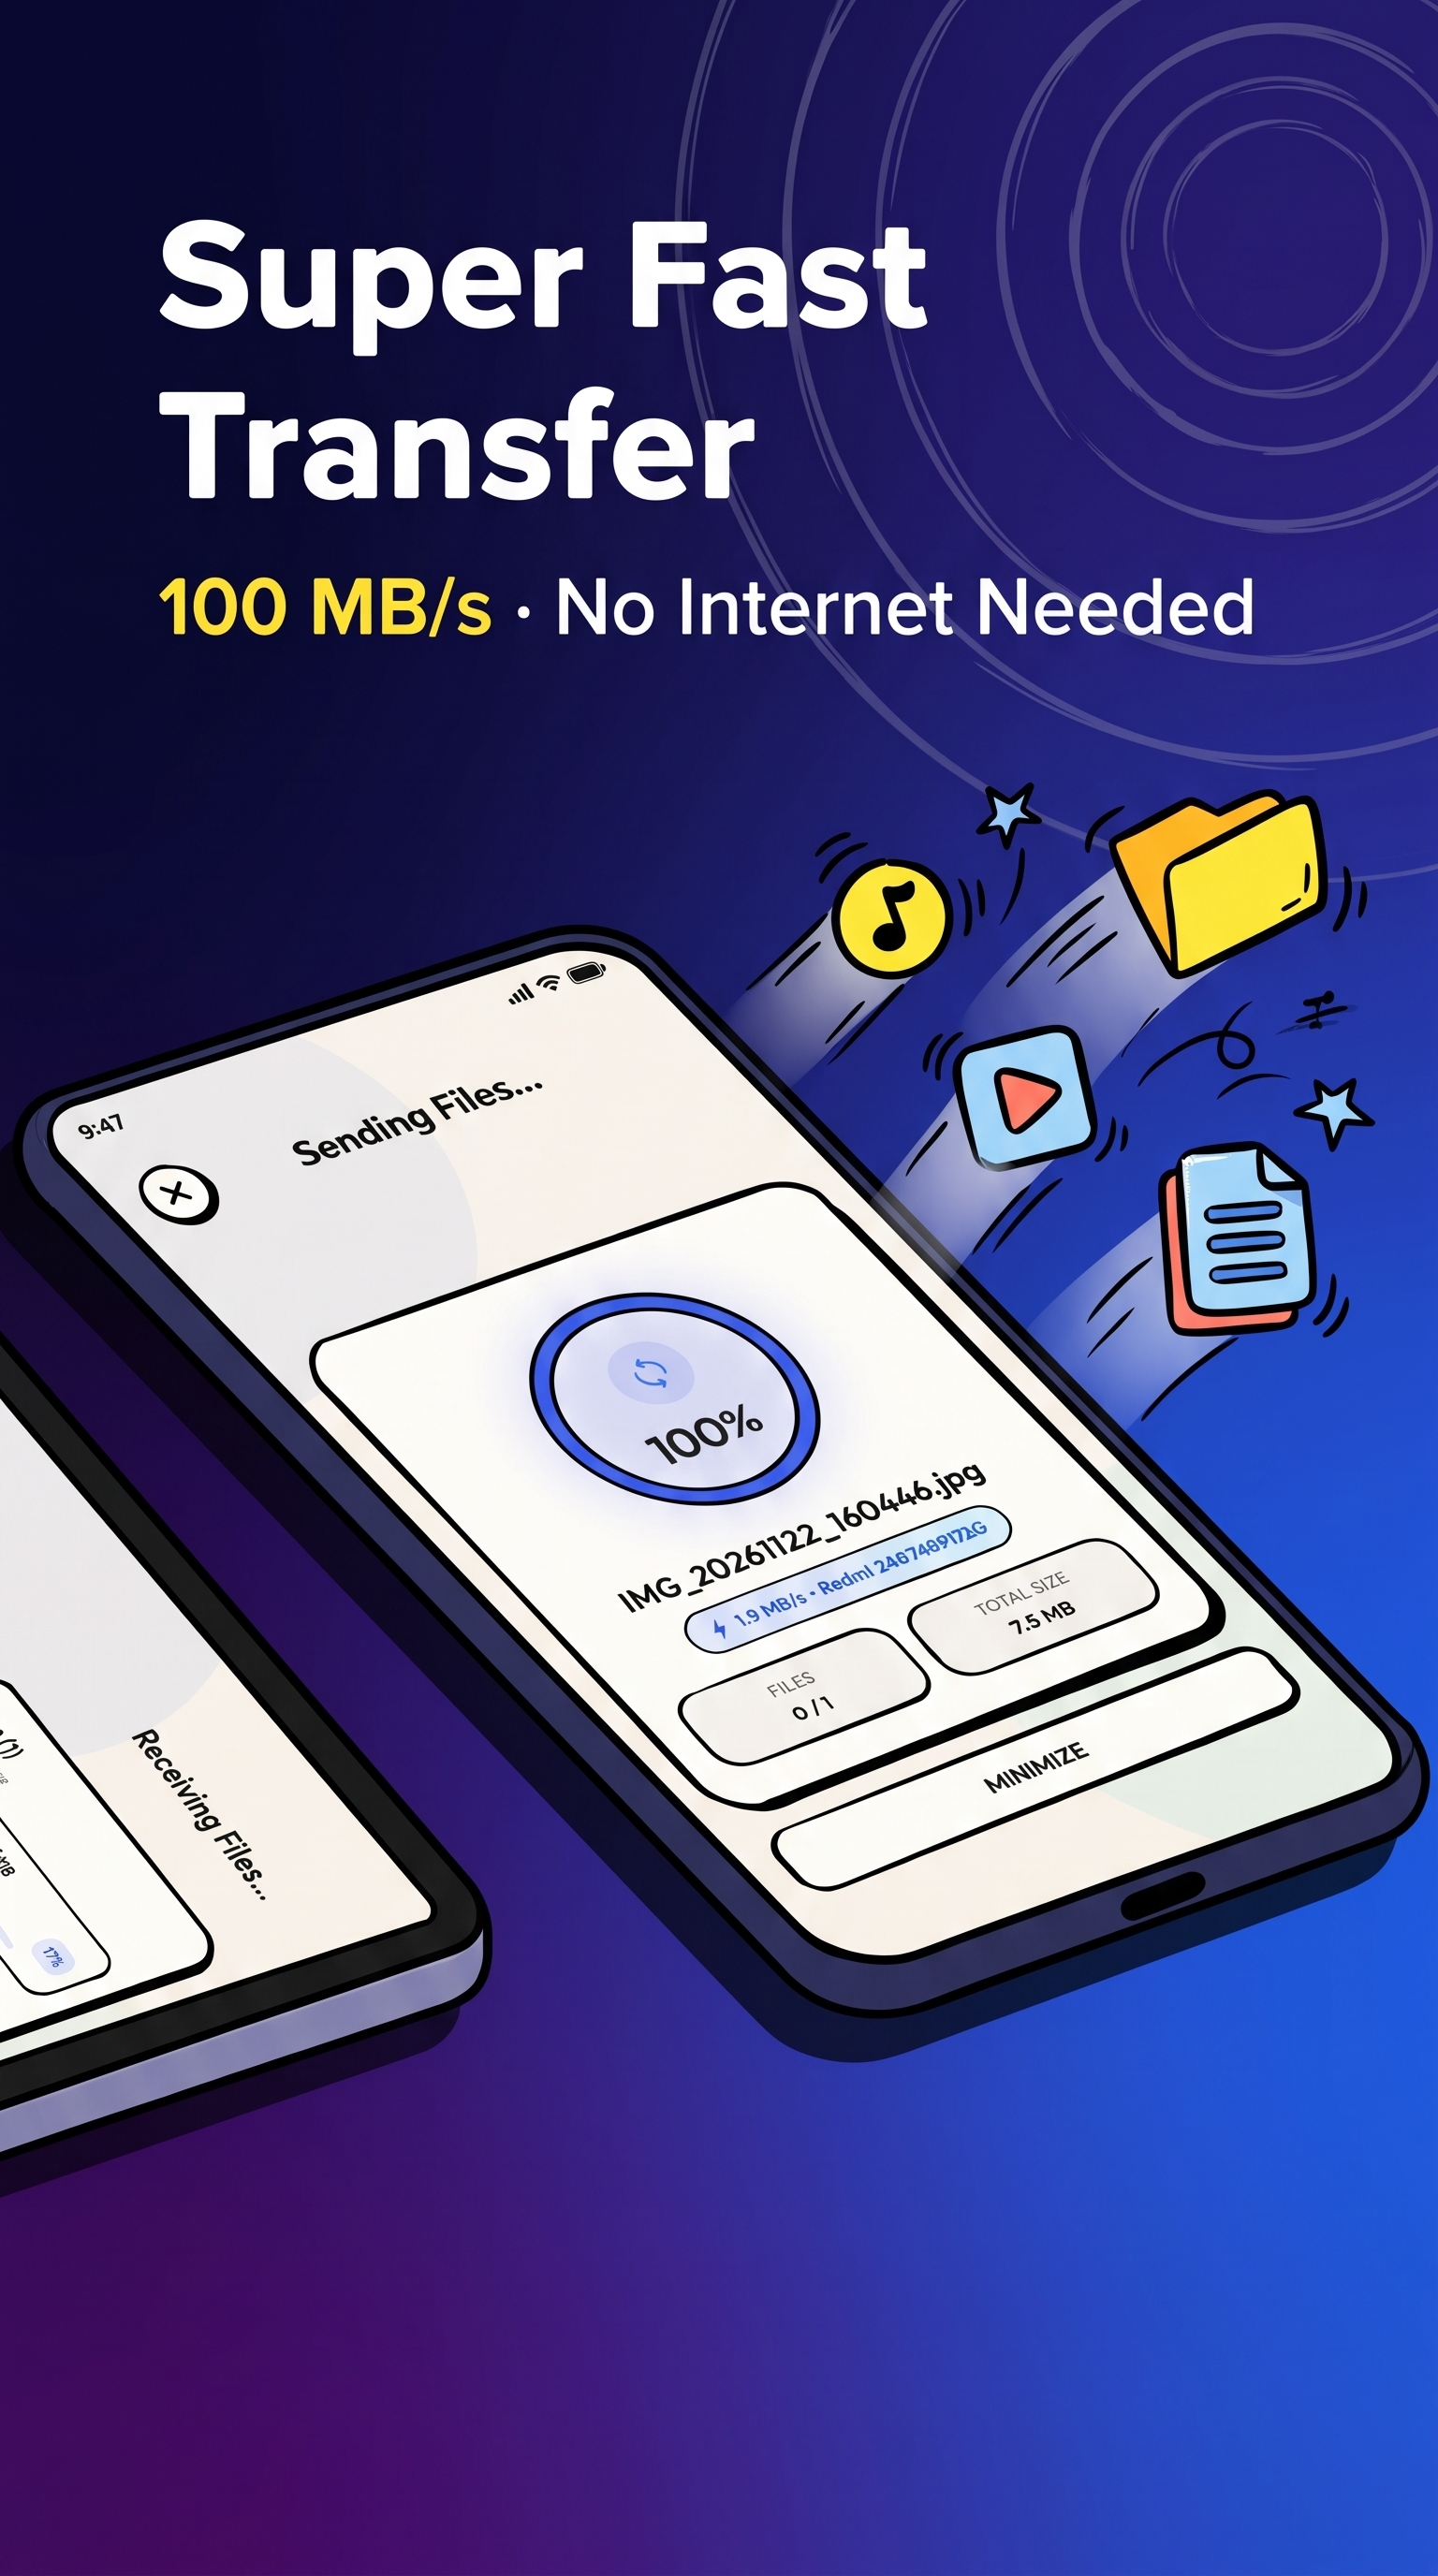 Super Fast
Transfer
100 MB/s · No Internet Needed
9:47
Sending Files...
100%
IMG_20261122_160446.jpg
1.9 MB/s • RedmI
FILES
0 / 1
TOTAL SIZE
7.5 MB
MINIMIZE
Receiving Files...
17%